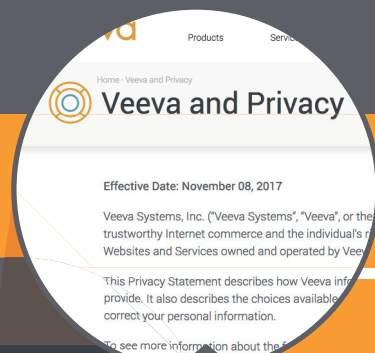 va
Products
Home - Veeva and Privacy
Veeva and Privacy
Effective Date: November 08, 2017
Veeva Systems, Inc. ("Veeva Systems", "Veeva", or the
trustworthy Internet commerce and the individual's
Websites and Services owned and operated by
This Privacy Statement describes how Veeva
provide. It also describes the choices available
correct your personal information.
To see more information about the